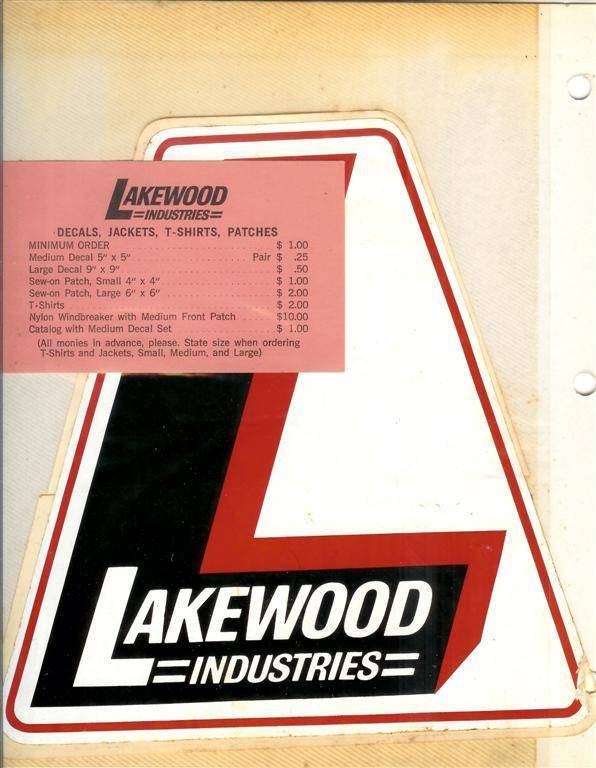 LAKEWOOD
INDUSTRIES
DECALS, JACKETS, T-SHIRTS, PATCHES
MINIMUM ORDER $ 1.00
Medium Decal 5" x 5" Pair $ .25
Large Decal 9" x 9" $ .50
Sew-on Patch, Small 4" x 4" $ 1.00
Sew-on Patch, Large 6" x 6" $ 2.00
T-Shirts $ 2.00
Nylon Windbreaker with Medium Front Patch $10.00
Catalog with Medium Decal Set $ 1.00
(All monies in advance, please. State size when ordering
T-Shirts and Jackets, Small, Medium, and Large)
LAKEWOOD
INDUSTRIES